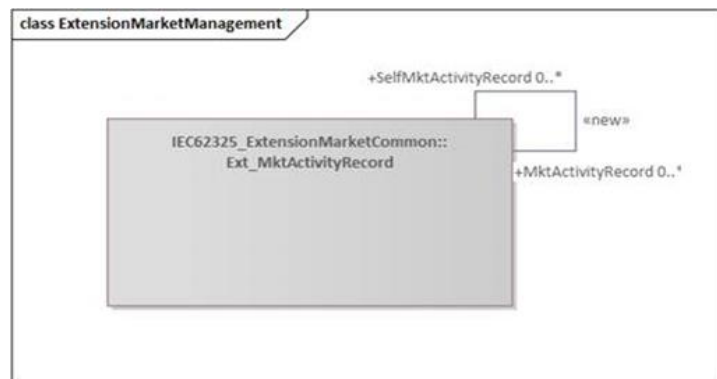 class ExtensionMarketManagement
+SelfMktActivityRecord 0..*
«new»
IEC62325_ExtensionMarketCommon::
Ext_MktActivityRecord
+MktActivityRecord 0..*